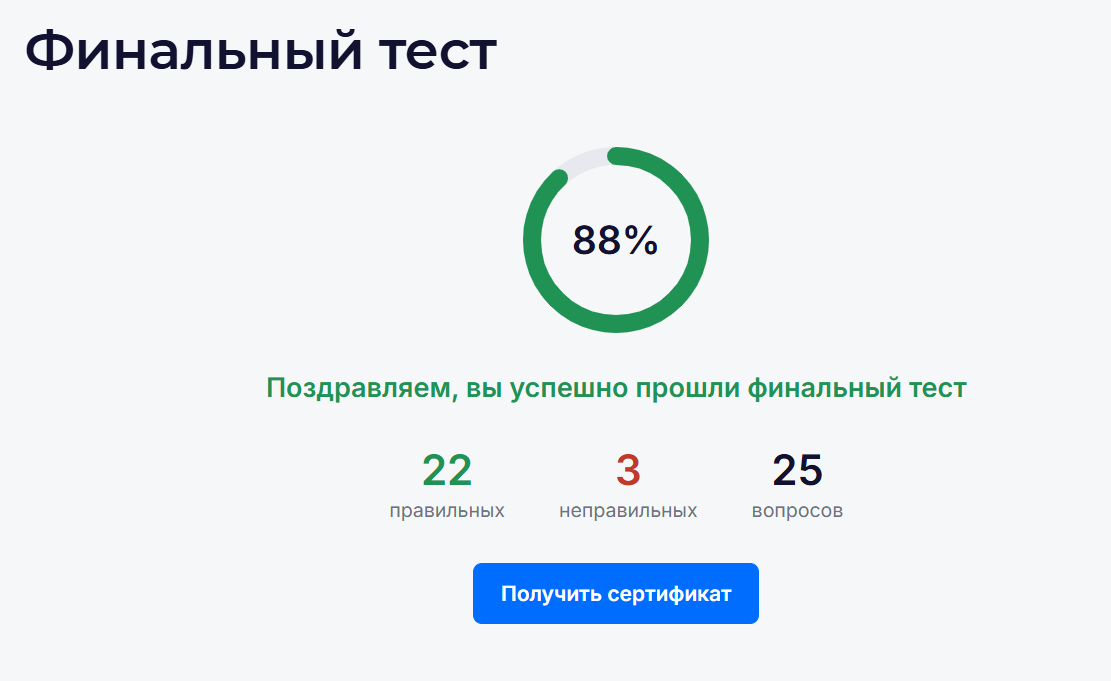 Финальный тест
88%
Поздравляем, вы успешно прошли финальный тест
22 3 25
правильных неправильных вопросов
Получить сертификат